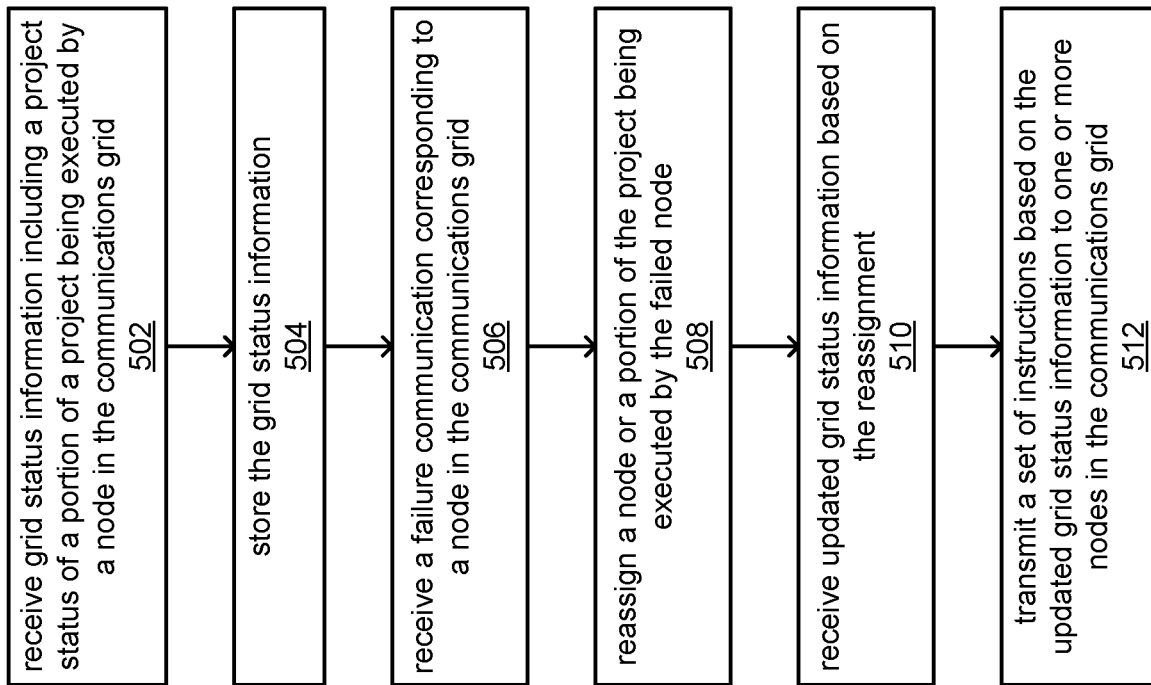 receive grid status information including a project
status of a portion of a project being executed by
a node in the communications grid
502
store the grid status information
504
receive a failure communication corresponding to
a node in the communications grid
506
reassign a node or a portion of the project being
executed by the failed node
508
receive updated grid status information based on
the reassignment
510
transmit a set of instructions based on the
updated grid status information to one or more
nodes in the communications grid
512